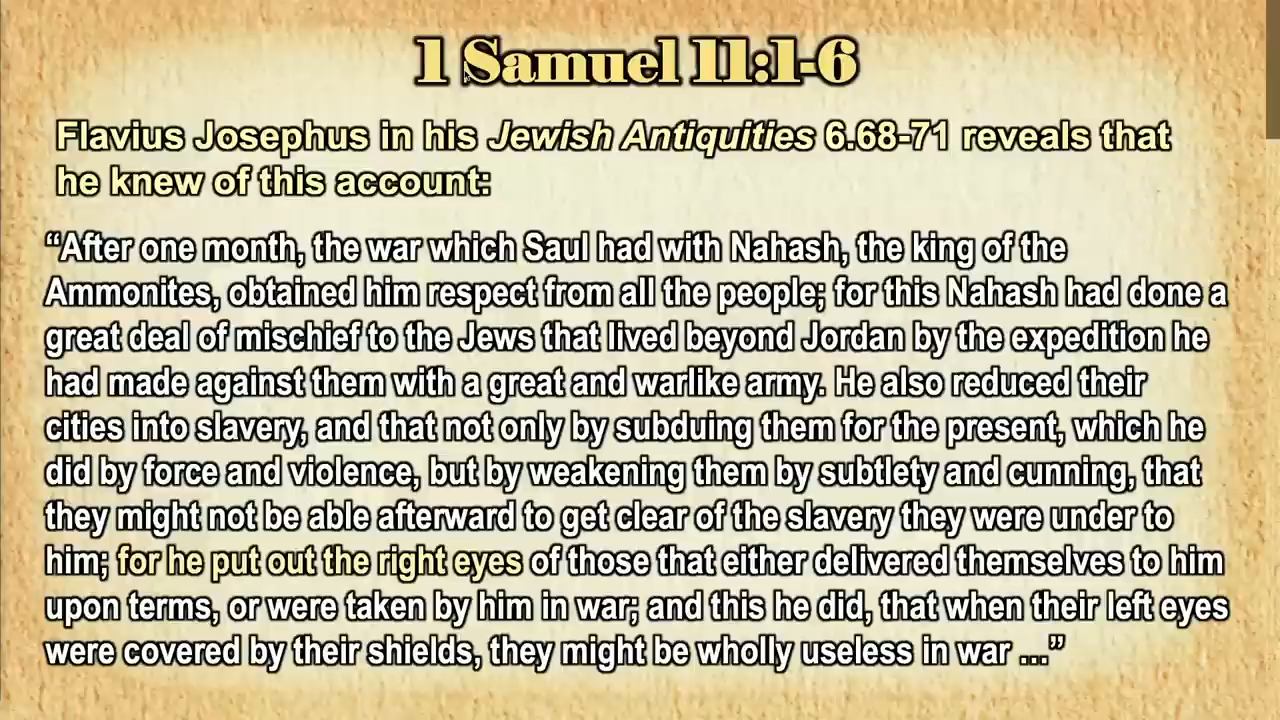 1 Samuel 11:1-6
Flavius Josephus in his Jewish Antiquities 6.68-71 reveals that
he knew of this account:
“After one month, the war which Saul had with Nahash, the king of the
Ammonites, obtained him respect from all the people; for this Nahash had done a
great deal of mischief to the Jews that lived beyond Jordan by the expedition he
had made against them with a great and warlike army. He also reduced their
cities into slavery, and that not only by subduing them for the present, which he
did by force and violence, but by weakening them by subtlety and cunning, that
they might not be able afterward to get clear of the slavery they were under to
him; for he put out the right eyes of those that either delivered themselves to him
upon terms, or were taken by him in war; and this he did, that when their left eyes
were covered by their shields, they might be wholly useless in war ...”